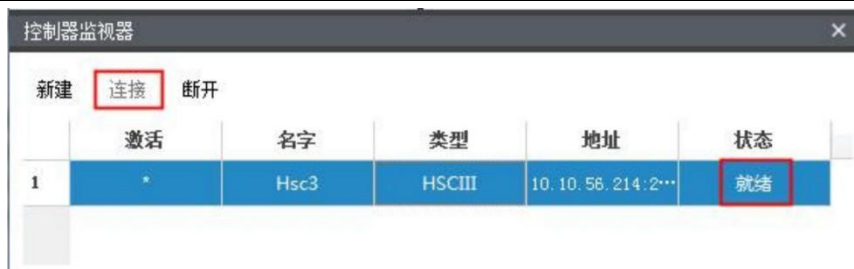 控制器监视器
新建 连接 断开
激活 名字 类型 地址 状态
1 * Hsc3 HSCIII 10.10.56.214:2··· 就绪